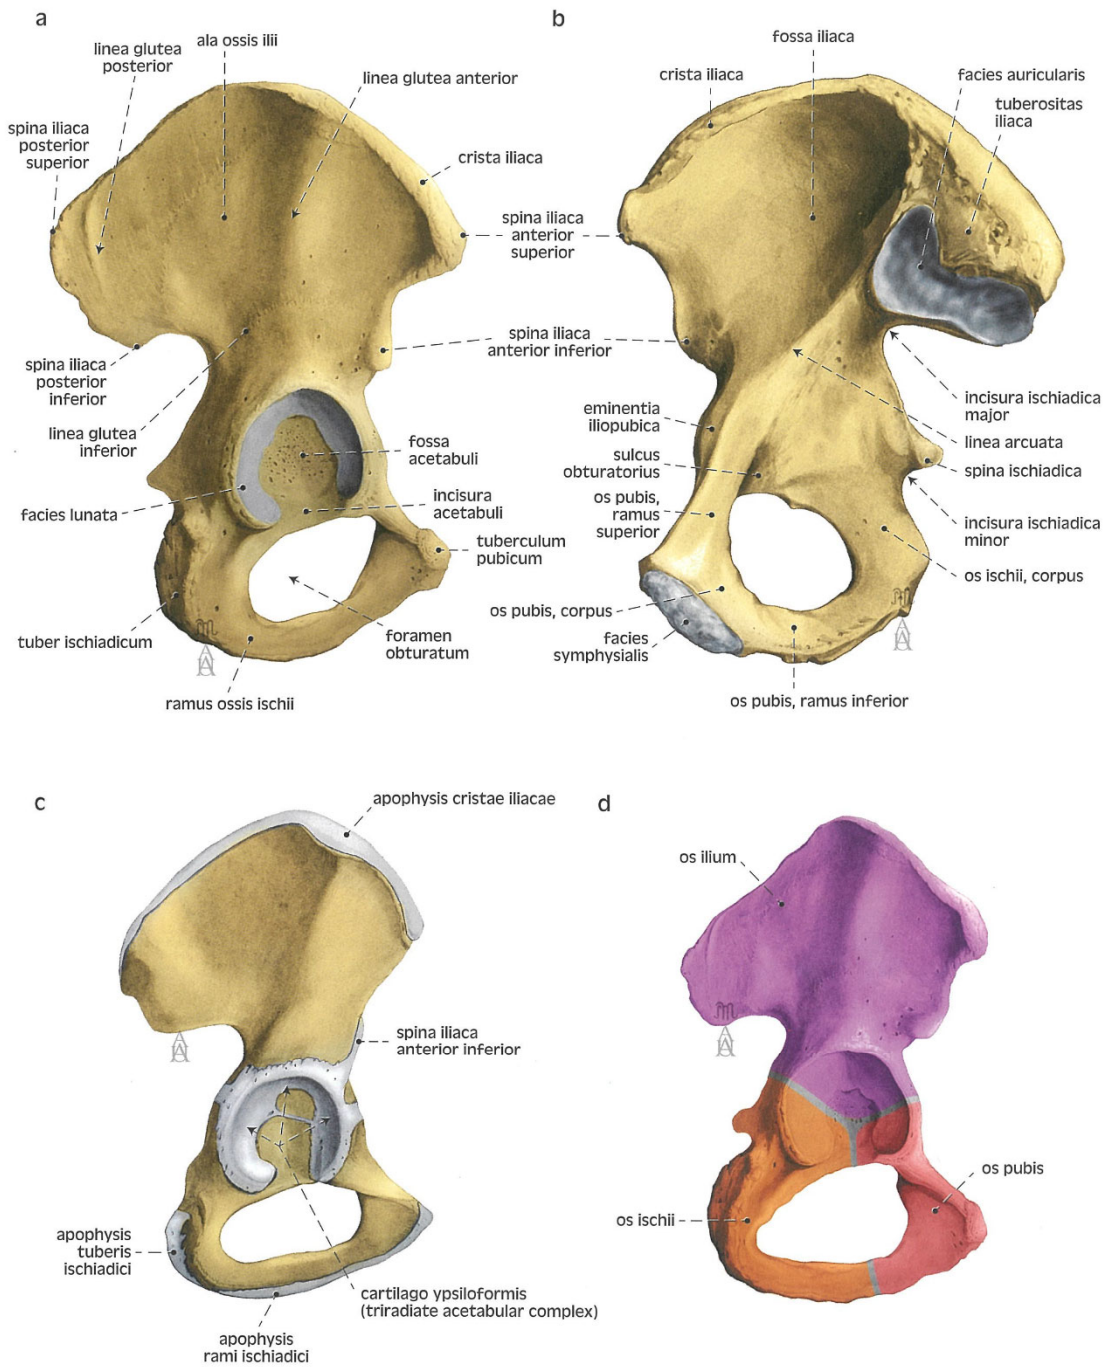 a
linea glutea
posterior
ala ossis ilii
linea glutea anterior
spina iliaca
posterior
superior
crista iliaca
spina iliaca
anterior
superior
spina iliaca
anterior inferior
spina iliaca
posterior
inferior
linea glutea
inferior
fossa
acetabuli
facies lunata
incisura
acetabuli
tuberculum
pubicum
tuber ischiadicum
foramen
obturatum
ramus ossis ischii
b
fossa iliaca
crista iliaca
facies auricularis
tuberositas
iliaca
eminentia
iliopubica
incisura ischiadica
major
linea arcuata
sulcus
obturatorius
spina ischiadica
os pubis,
ramus
superior
incisura ischiadica
minor
os ischii, corpus
os pubis, corpus
facies
symphysialis
os pubis, ramus inferior
c
apophysis cristae iliacae
spina iliaca
anterior inferior
apophysis
tuberis
ischiadici
cartilago ypsiloformis
(triradiate acetabular complex)
apophysis
rami ischiadici
d
os ilium
os pubis
os ischii